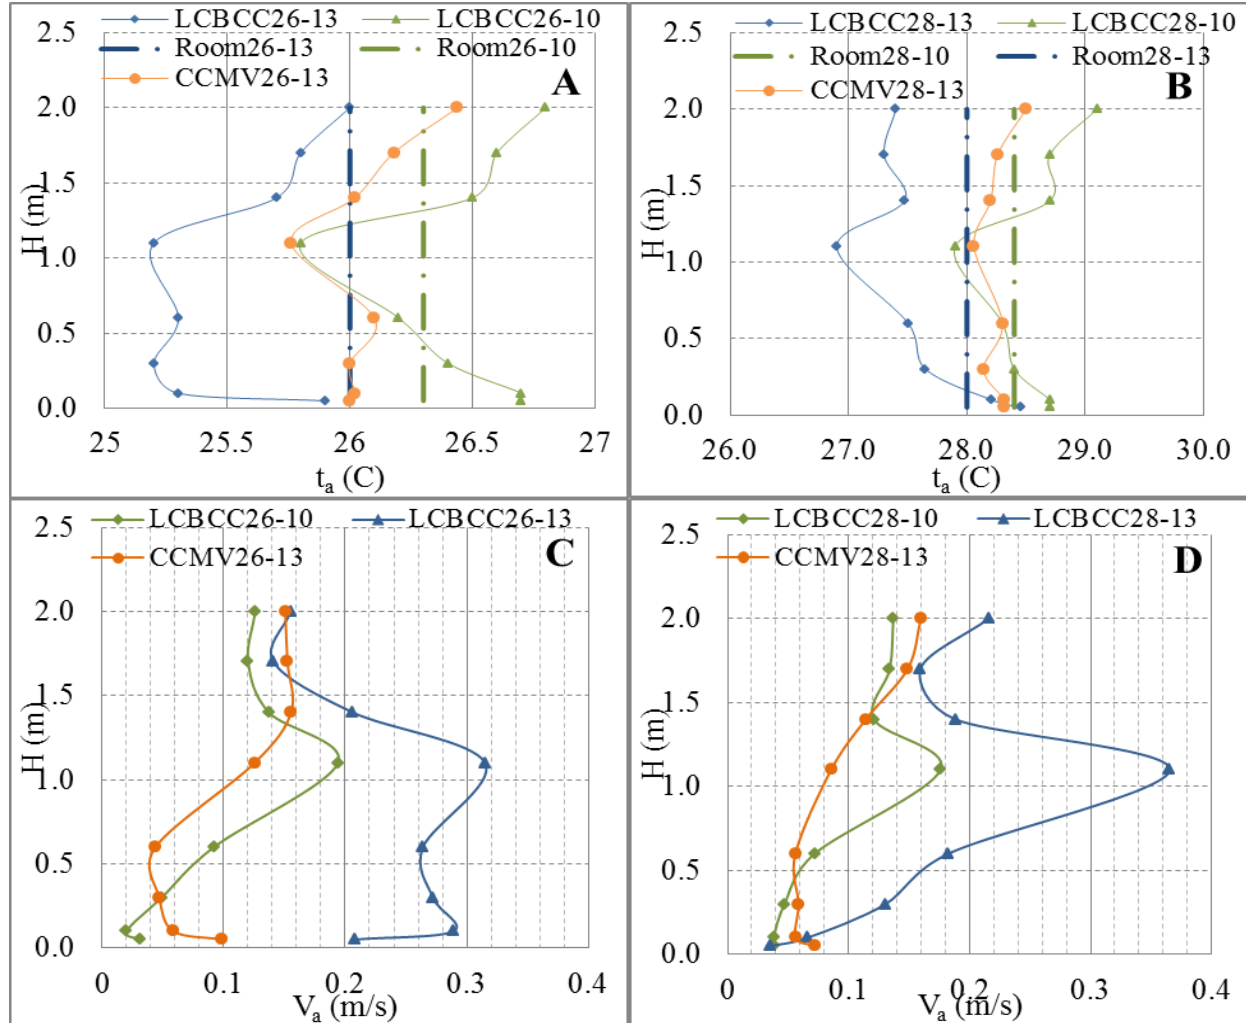 LCBCC26-13 LCBCC26-10
Room26-13 Room26-10
CCMV26-13
A
2.5
2.0
1.5
1.0
0.5
0.0
H (m)
25 25.5 26 26.5 27
ta (C)
LCBCC28-13 LCBCC28-10
Room28-10 Room28-13
CCMV28-13
B
2.5
2.0
1.5
1.0
0.5
0.0
H (m)
26.0 27.0 28.0 29.0 30.0
ta (C)
LCBCC26-10 LCBCC26-13
CCMV26-13
C
2.5
2.0
1.5
1.0
0.5
0.0
H (m)
0 0.1 0.2 0.3 0.4
Va (m/s)
LCBCC28-10 LCBCC28-13
CCMV28-13
D
2.5
2.0
1.5
1.0
0.5
0.0
H (m)
0 0.1 0.2 0.3 0.4
Va (m/s)